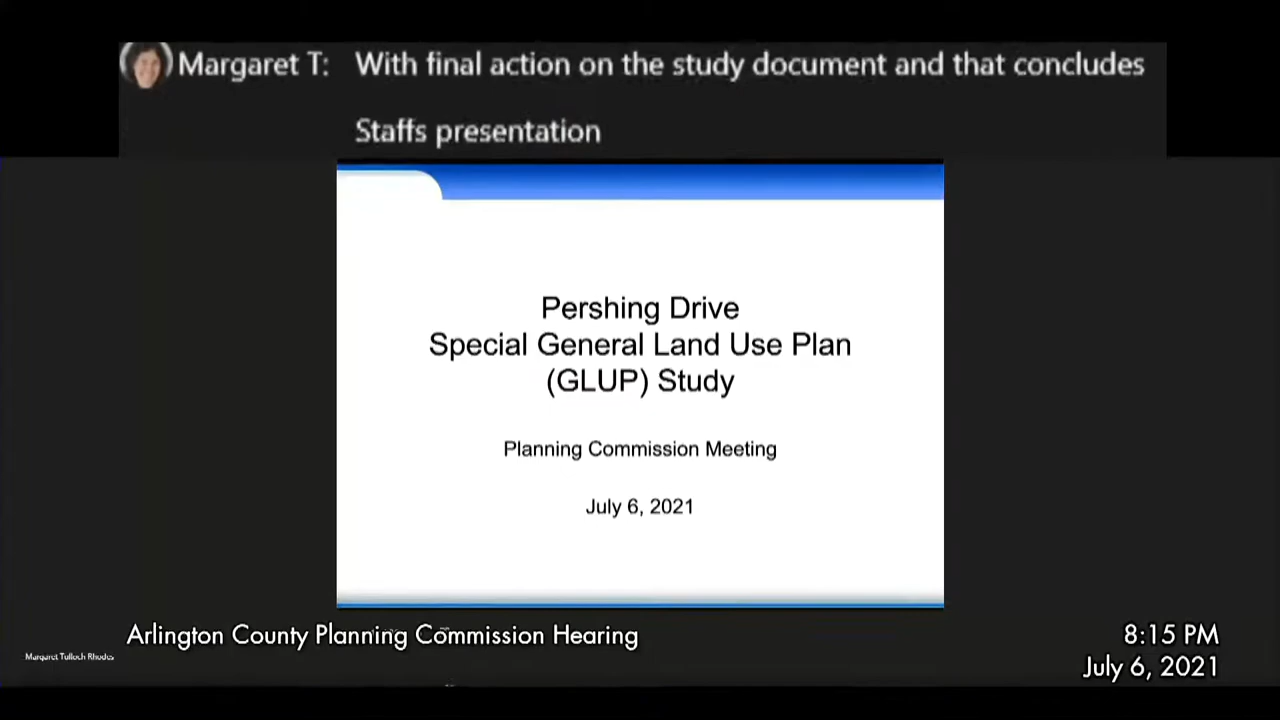 Margaret T: With final action on the study document and that concludes
Staffs presentation
Pershing Drive
Special General Land Use Plan
(GLUP) Study
Planning Commission Meeting
July 6, 2021
Arlington County Planning Commission Hearing
8:15 PM
Margaret Tulloch Rhodes
July 6, 2021